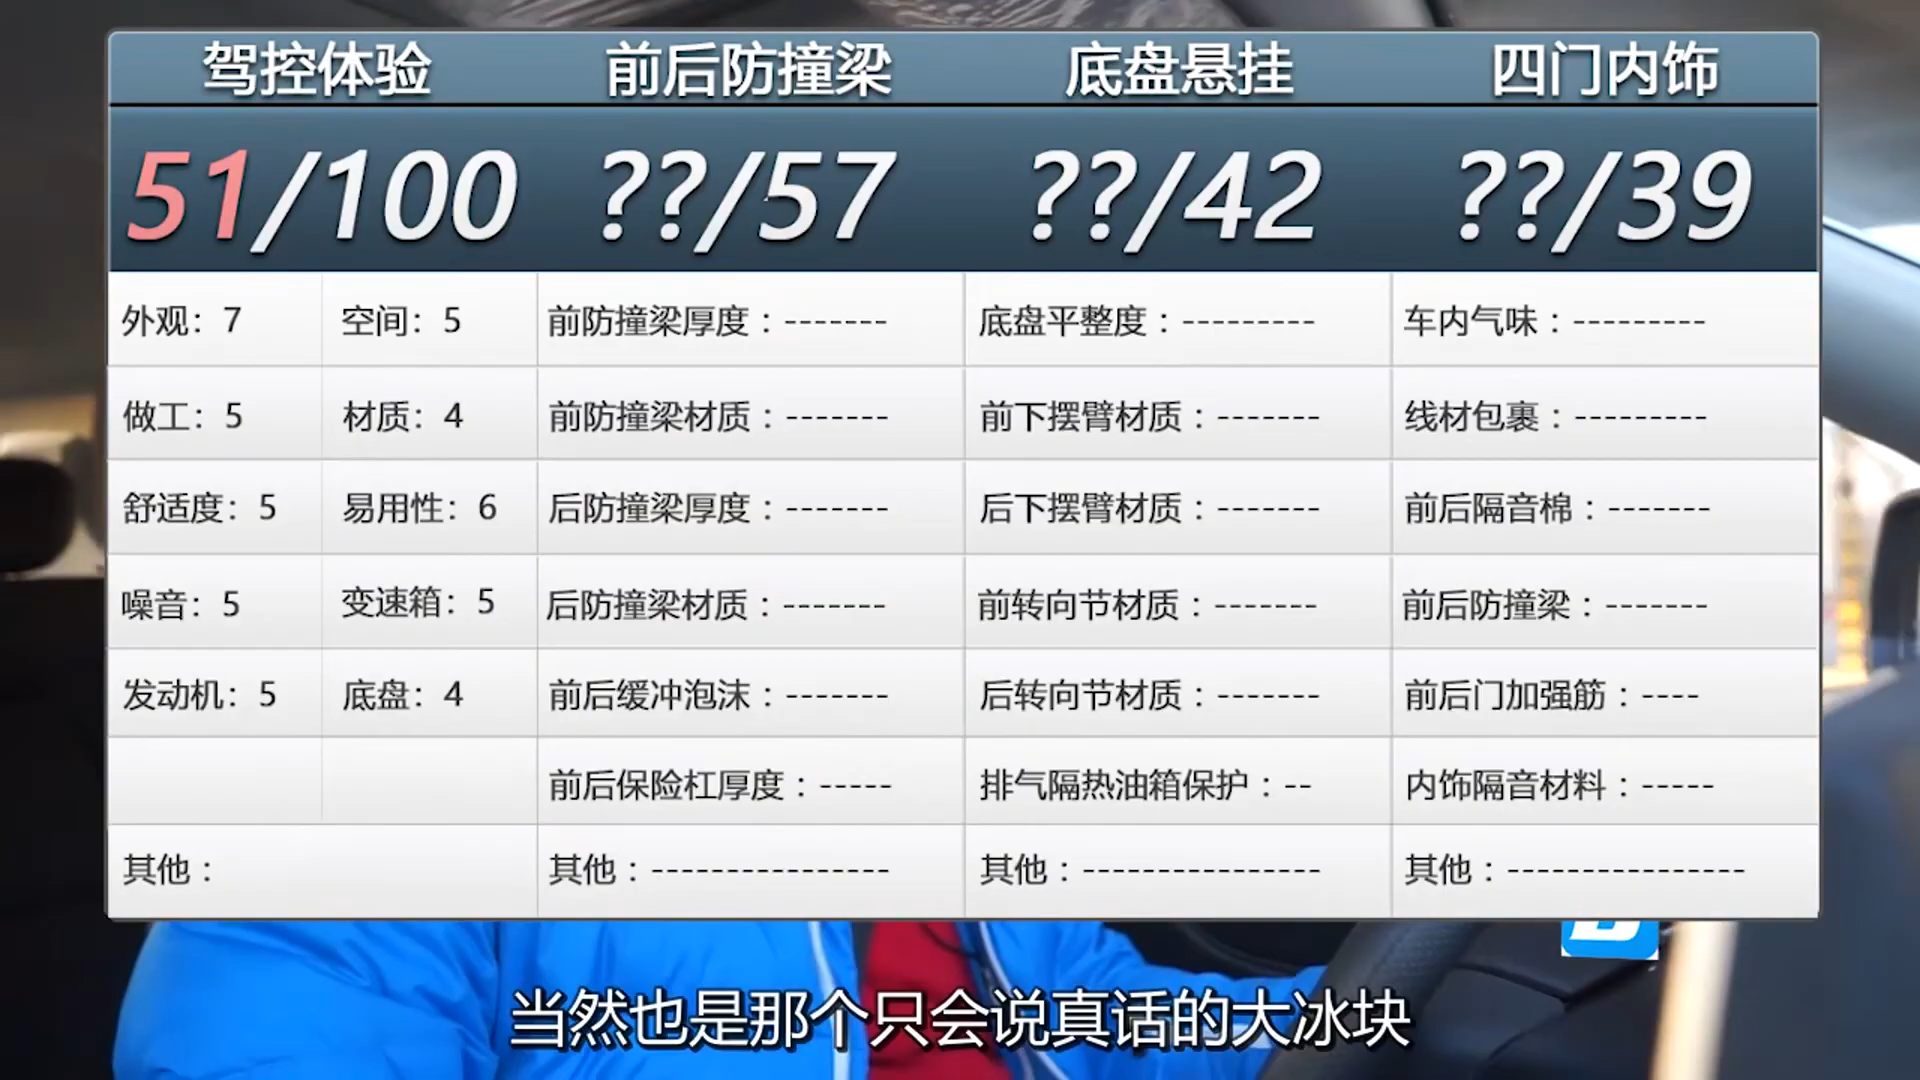 驾控体验 前后防撞梁 底盘悬挂 四门内饰
51/100 ??/57 ??/42 ??/39
外观：7 空间：5 前防撞梁厚度：------- 底盘平整度：--------- 车内气味：---------
做工：5 材质：4 前防撞梁材质：------- 前下摆臂材质：------- 线材包裹：---------
舒适度：5 易用性：6 后防撞梁厚度：------- 后下摆臂材质：------- 前后隔音棉：-------
噪音：5 变速箱：5 后防撞梁材质：------- 前转向节材质：------- 前后防撞梁：-------
发动机：5 底盘：4 前后缓冲泡沫：------- 后转向节材质：------- 前后门加强筋：----
前后保险杠厚度：----- 排气隔热油箱保护：-- 内饰隔音材料：-----
其他： 其他：---------------- 其他：---------------- 其他：----------------
当然也是那个只会说真话的大冰块